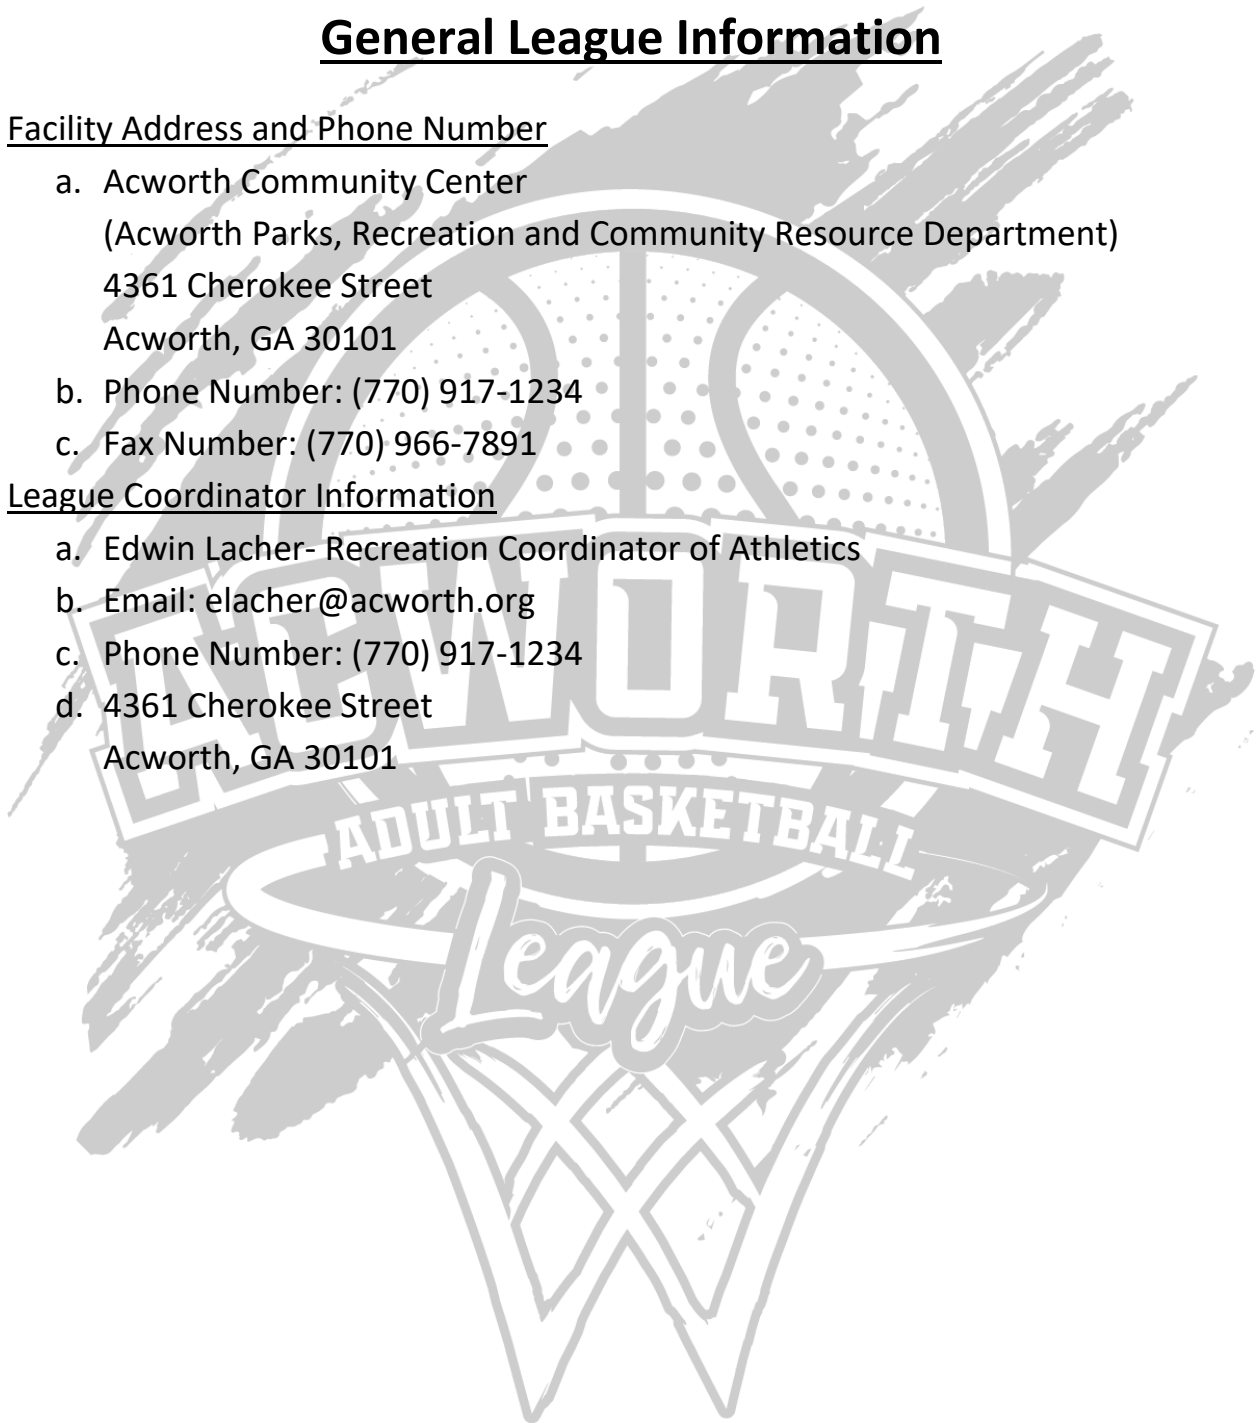 General League Information
Facility Address and Phone Number
a. Acworth Community Center
(Acworth Parks, Recreation and Community Resource Department)
4361 Cherokee Street
Acworth, GA 30101
b. Phone Number: (770) 917-1234
c. Fax Number: (770) 966-7891
League Coordinator Information
a. Edwin Lacher- Recreation Coordinator of Athletics
b. Email: elacher@acworth.org
c. Phone Number: (770) 917-1234
d. 4361 Cherokee Street
Acworth, GA 30101
ACWORTH
ADULT BASKETBALL
League